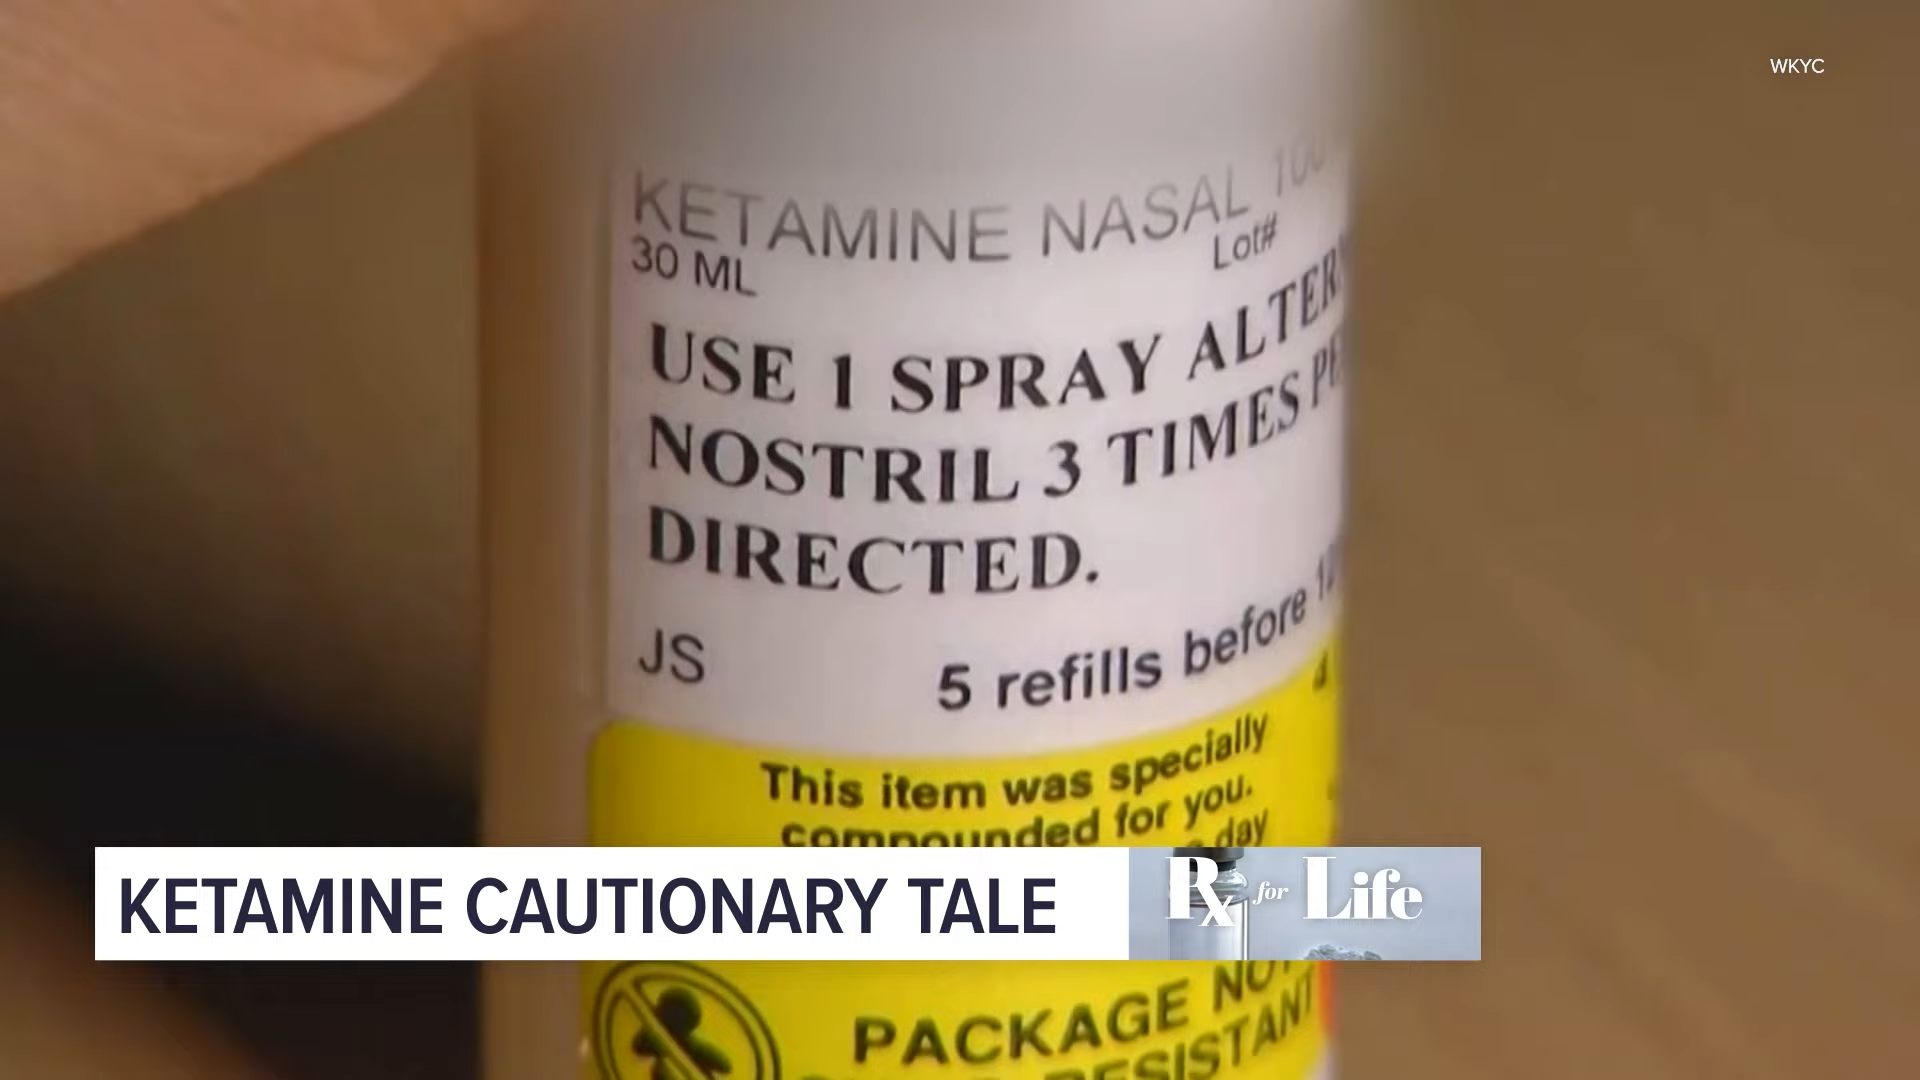 WKYC
KETAMINE NASAL
30 ML
Lot#
USE 1 SPRAY
NOSTRIL 3 TIMES
DIRECTED.
JS
5 refills before
This item was specially
compounded for you.
day
KETAMINE CAUTIONARY TALE
Rx for Life
PACKAGE